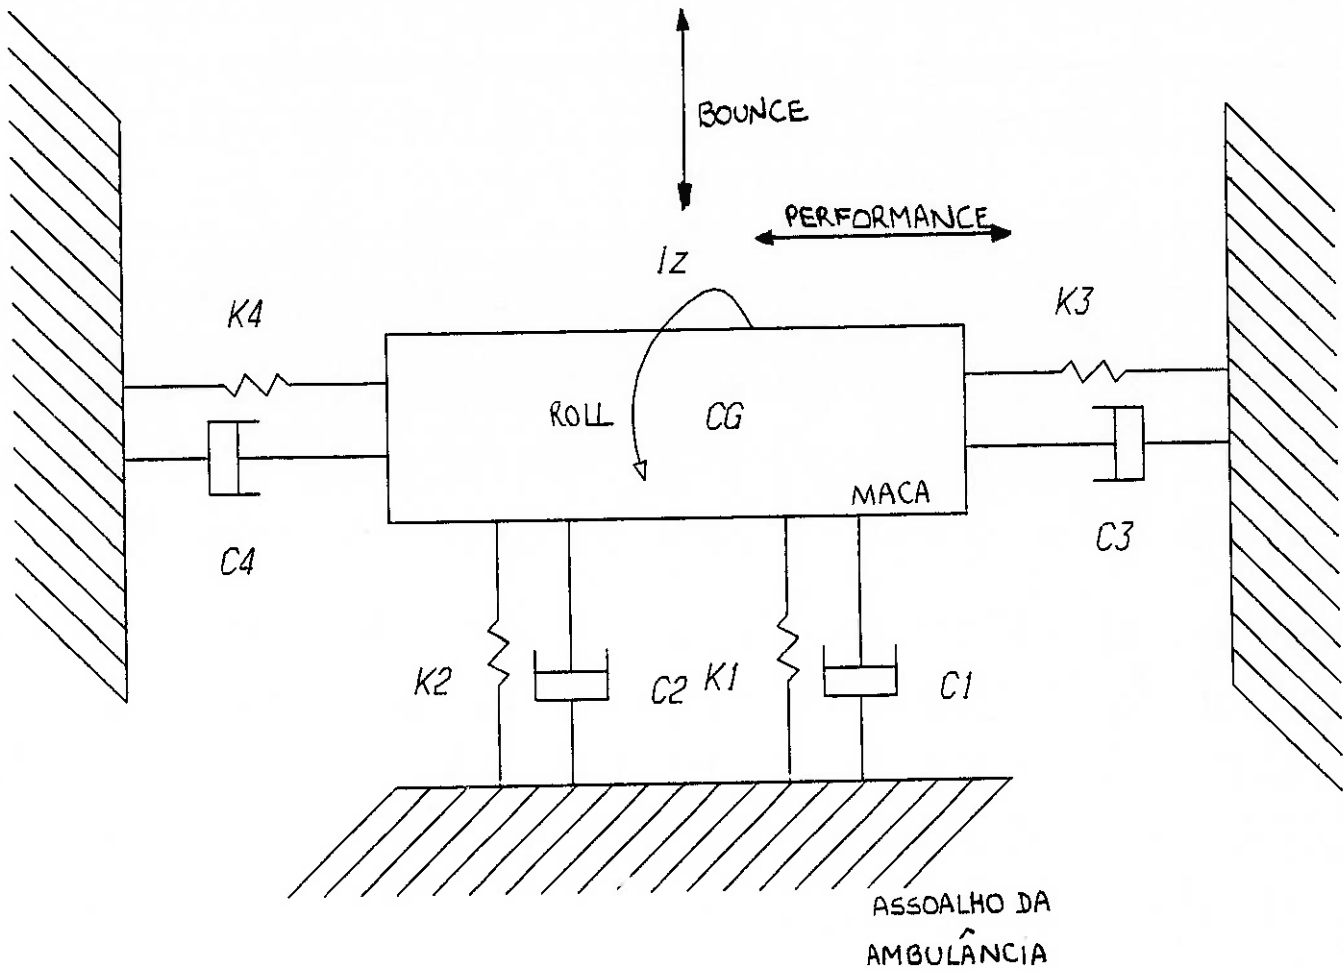 BOUNCE
PERFORMANCE
IZ
K4
K3
ROLL
CG
MACA
C4
C3
K2
C2
K1
C1
ASSOALHO DA
AMBULÂNCIA